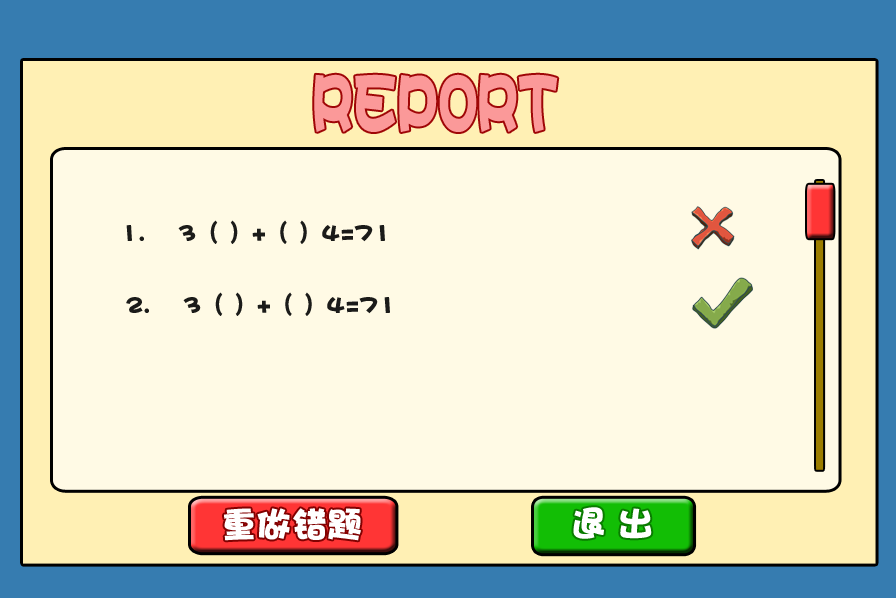 REPORT
1. 3（ ）+（ ）4=71
2. 3（ ）+（ ）4=71
重做错题
退 出